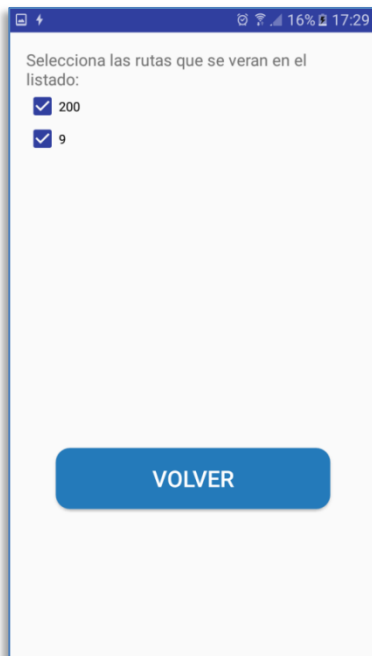 16% 17:29
Selecciona las rutas que se veran en el
listado:
200
9
VOLVER